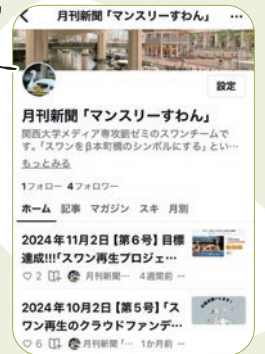 月刊新聞「マンスリーすわん」
設定
月刊新聞「マンスリーすわん」
関西大学メディア専攻劉ゼミのスワンチームで
す。「スワンをβ本町橋のシンボルにする」とい…
もっとみる
1フォロー 4フォロワー
ホーム 記事 マガジン スキ 月別
2024年11月2日【第6号】目標
達成!!!「スワン再生プロジェ…
2 月刊新聞… 4週間前
2024年10月2日【第5号】「ス
ワン再生のクラウドファンデ…
6 月刊新聞「… 1か月前